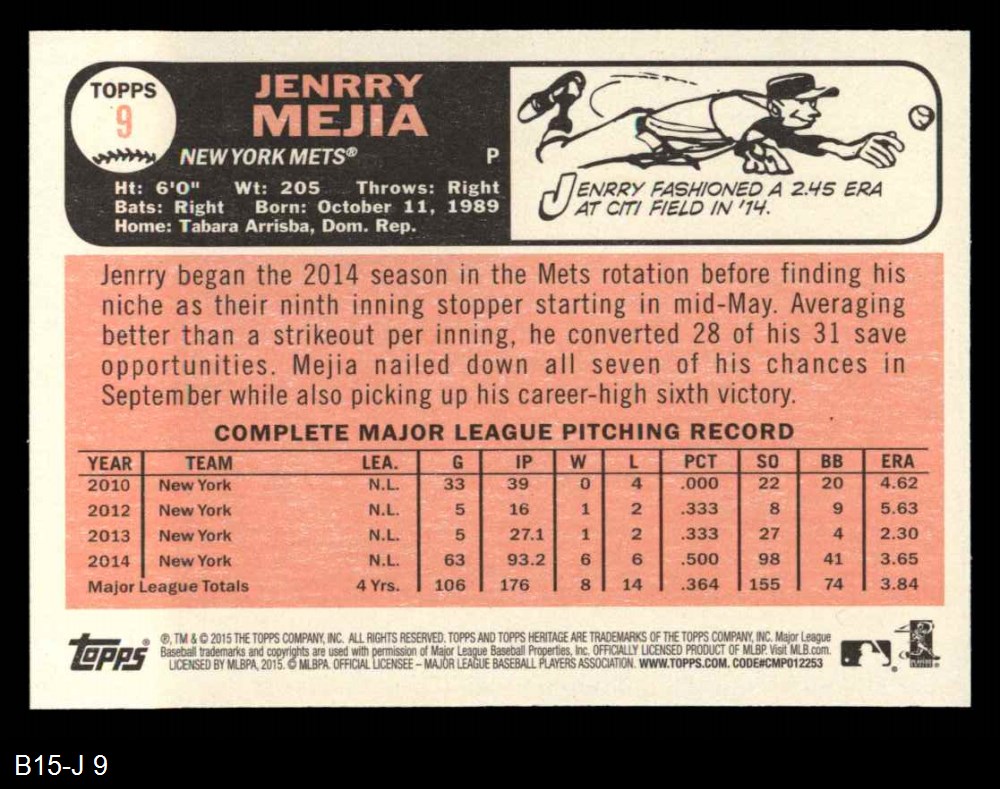 TOPPS
9
JENRRY
MEJIA
NEW YORK METS® P
Ht: 6'0" Wt: 205 Throws: Right
Bats: Right Born: October 11, 1989
Home: Tabara Arrisba, Dom. Rep.
JENRRY FASHIONED A 2.45 ERA
AT CITI FIELD IN '14.
Jenrry began the 2014 season in the Mets rotation before finding his
niche as their ninth inning stopper starting in mid-May. Averaging
better than a strikeout per inning, he converted 28 of his 31 save
opportunities. Mejia nailed down all seven of his chances in
September while also picking up his career-high sixth victory.
COMPLETE MAJOR LEAGUE PITCHING RECORD
YEAR TEAM LEA. G IP W L PCT SO BB ERA
2010 New York N.L. 33 39 0 4 .000 22 20 4.62
2012 New York N.L. 5 16 1 2 .333 8 9 5.63
2013 New York N.L. 5 27.1 1 2 .333 27 4 2.30
2014 New York N.L. 63 93.2 6 6 .500 98 41 3.65
Major League Totals 4 Yrs. 106 176 8 14 .364 155 74 3.84
Topps®
®, TM & © 2015 THE TOPPS COMPANY, INC. ALL RIGHTS RESERVED. TOPPS AND TOPPS HERITAGE ARE TRADEMARKS OF THE TOPPS COMPANY, INC. Major League
Baseball trademarks and copyrights are used with permission of Major League Baseball Properties, Inc. OFFICIALLY LICENSED PRODUCT OF MLBP. Visit MLB.com.
LICENSED BY MLBPA, 2015. © MLBPA. OFFICIAL LICENSEE – MAJOR LEAGUE BASEBALL PLAYERS ASSOCIATION. WWW.TOPPS.COM. CODE#CMP012253
B15-J 9